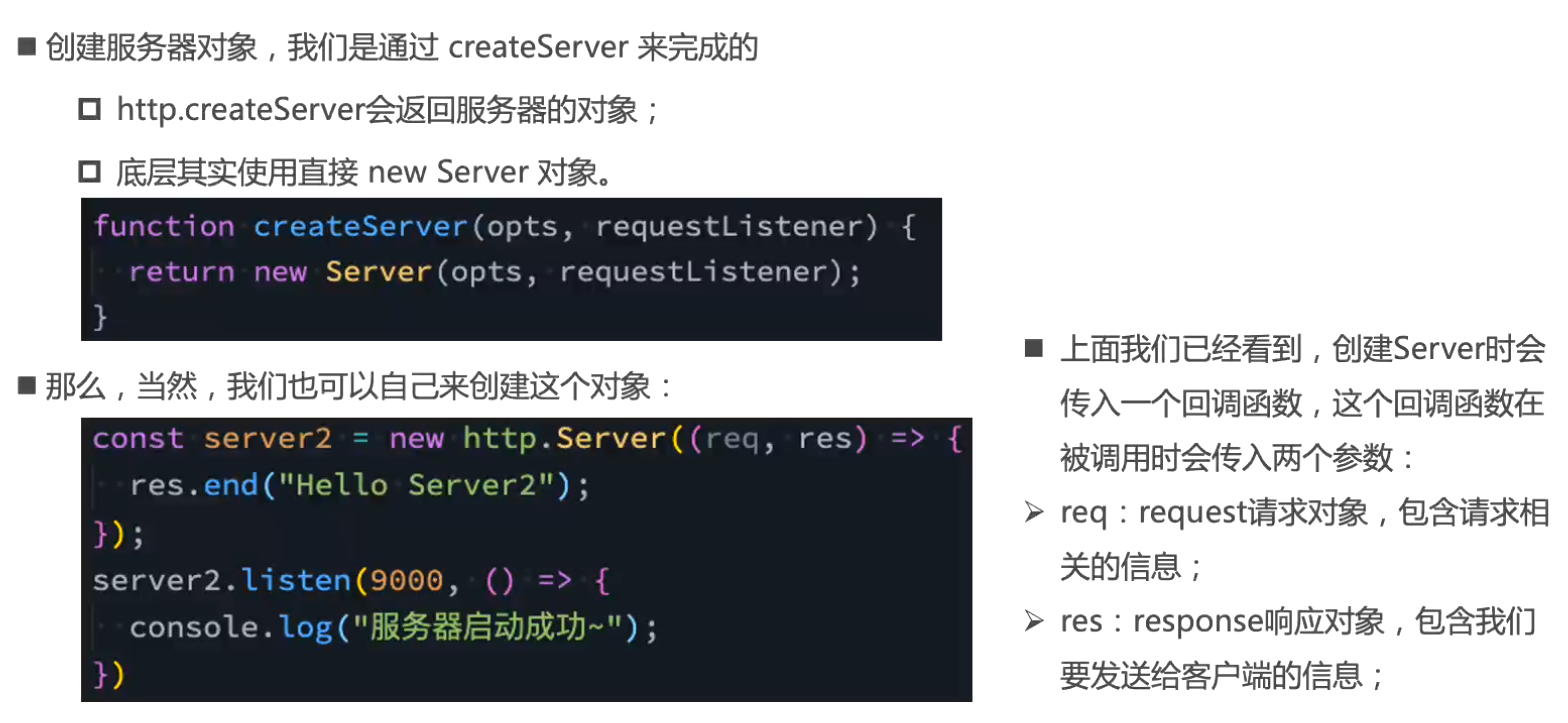 ■ 创建服务器对象，我们是通过 createServer 来完成的
□ http.createServer会返回服务器的对象；
□ 底层其实使用直接 new Server 对象。
function createServer(opts, requestListener) {
  return new Server(opts, requestListener);
}
■ 那么，当然，我们也可以自己来创建这个对象：
const server2 = new http.Server((req, res) => {
  res.end("Hello Server2");
});
server2.listen(9000, () => {
  console.log("服务器启动成功~");
})
■ 上面我们已经看到，创建Server时会
传入一个回调函数，这个回调函数在
被调用时会传入两个参数：
➢ req：request请求对象，包含请求相
关的信息；
➢ res：response响应对象，包含我们
要发送给客户端的信息；